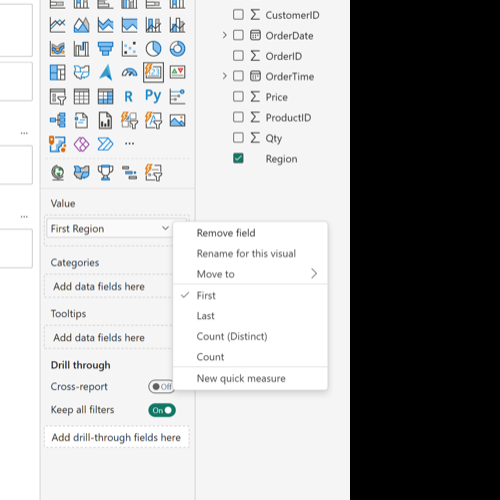 CustomerID
OrderDate
OrderID
OrderTime
Price
ProductID
Qty
Region
R
Py
...
...
...
Value
First Region
Categories
Add data fields here
Tooltips
Add data fields here
Drill through
Cross-report
Off
Keep all filters
On
Add drill-through fields here
Remove field
Rename for this visual
Move to
First
Last
Count (Distinct)
Count
New quick measure